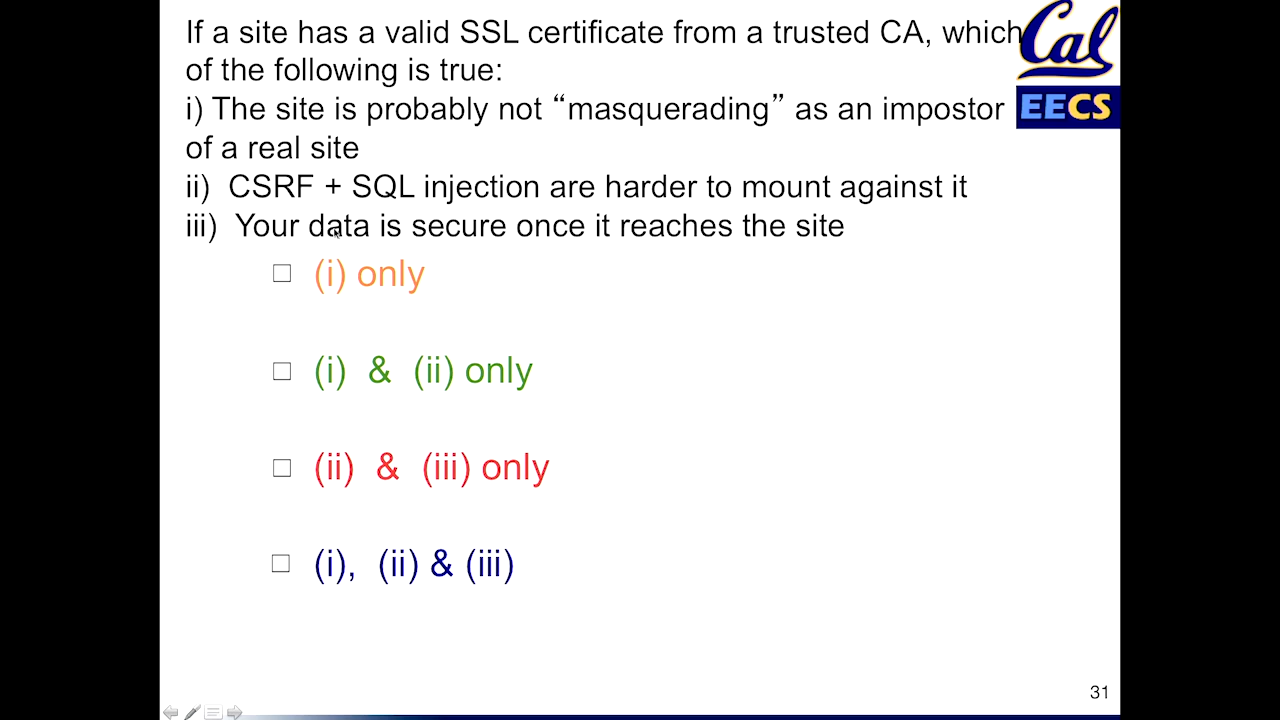 If a site has a valid SSL certificate from a trusted CA, which
of the following is true:
i) The site is probably not “masquerading” as an impostor
of a real site
ii)  CSRF + SQL injection are harder to mount against it
iii)  Your data is secure once it reaches the site
Cal
EECS
(i) only
(i)  &  (ii) only
(ii)  &  (iii) only
(i),  (ii) & (iii)
31